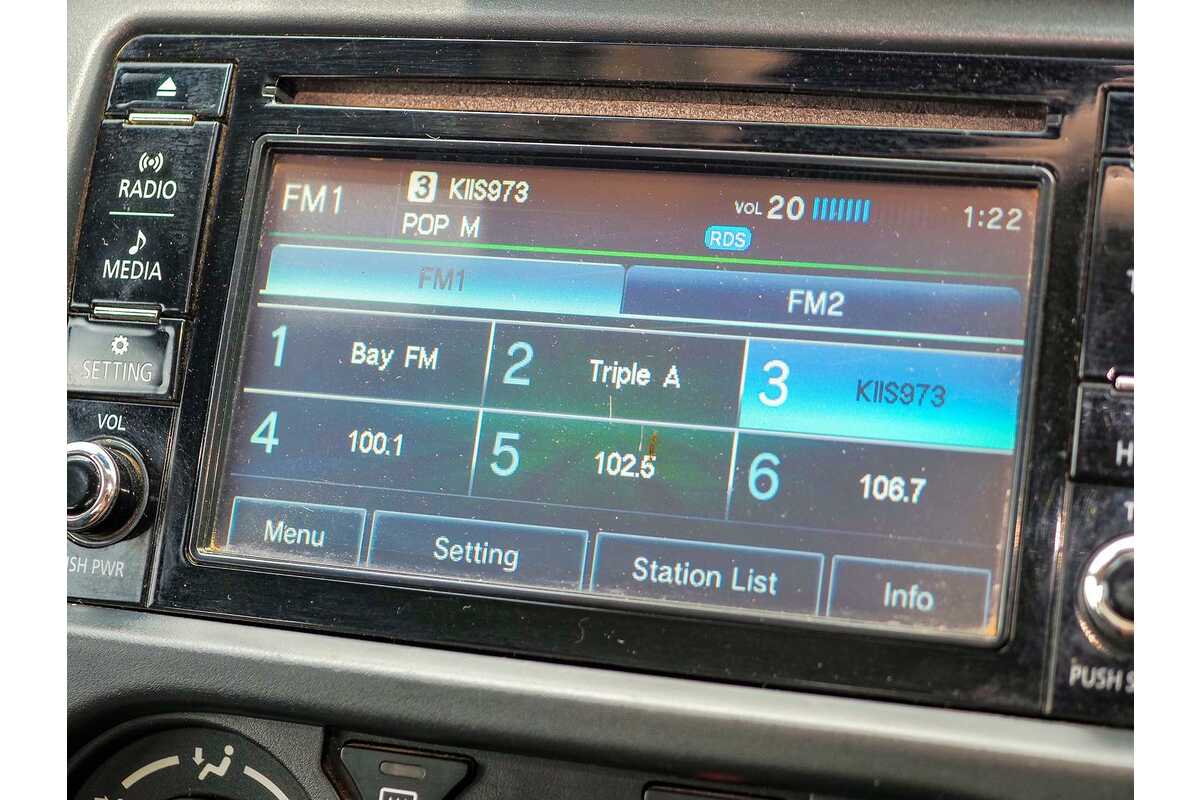 RADIO
MEDIA
SETTING
VOL
FM1
3 KIIS973
POP M
VOL 20
RDS
1:22
FM1
FM2
1 Bay FM
2 Triple A
3 KIIS973
4 100.1
5 102.5
6 106.7
Menu
Setting
Station List
Info
PWR
PUSH